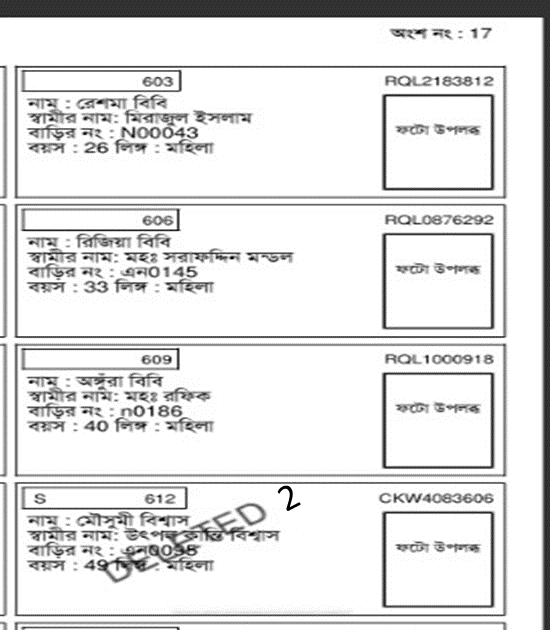 অংশ নং : 17
603 RQL2183812
নাম : রেশমা বিবি
স্বামীর নাম: মিরাজুল ইসলাম
বাড়ির নং : N00043
বয়স : 26 লিঙ্গ : মহিলা
ফটো উপলব্ধ
606 RQL0876292
নাম : রিজিয়া বিবি
স্বামীর নাম: মহঃ সরাফদ্দিন মন্ডল
বাড়ির নং : এন0145
বয়স : 33 লিঙ্গ : মহিলা
ফটো উপলব্ধ
609 RQL1000918
নাম : অঙ্গুঁরা বিবি
স্বামীর নাম: মহঃ রফিক
বাড়ির নং : n0186
বয়স : 40 লিঙ্গ : মহিলা
ফটো উপলব্ধ
S 612 2 CKW4083606
নাম : মৌসুমী বিশ্বাস
স্বামীর নাম: উৎপল কান্তি বিশ্বাস
বাড়ির নং : এন0038
বয়স : 49 লিঙ্গ : মহিলা
DELETED
ফটো উপলব্ধ